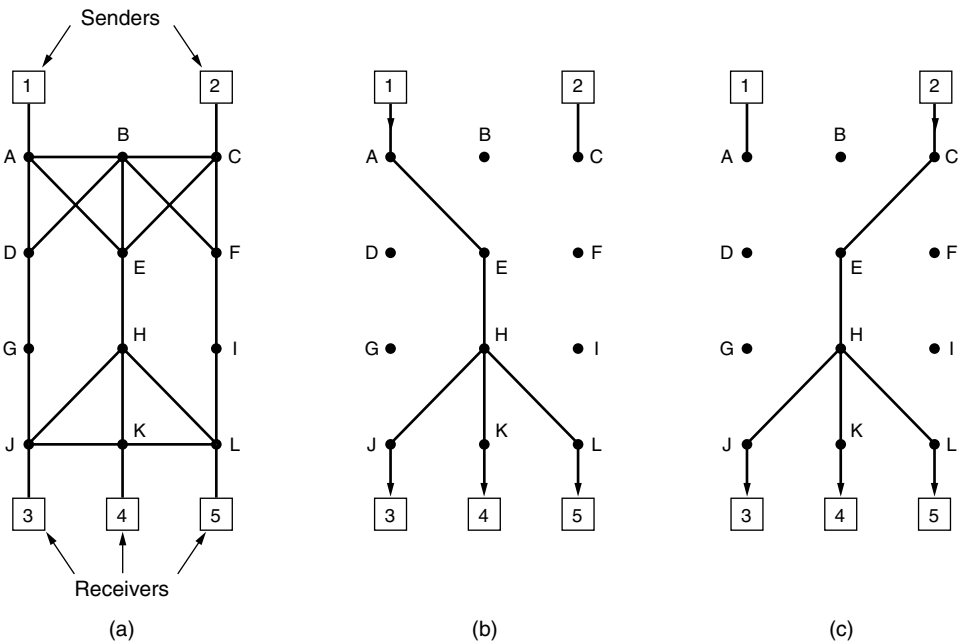 Senders
1 2 1 2 1 2
B B B
A C A C A C
D F D F D F
E E E
H H H
G I G I G I
K K K
J L J L J L
3 4 5 3 4 5 3 4 5
Receivers
(a) (b) (c)